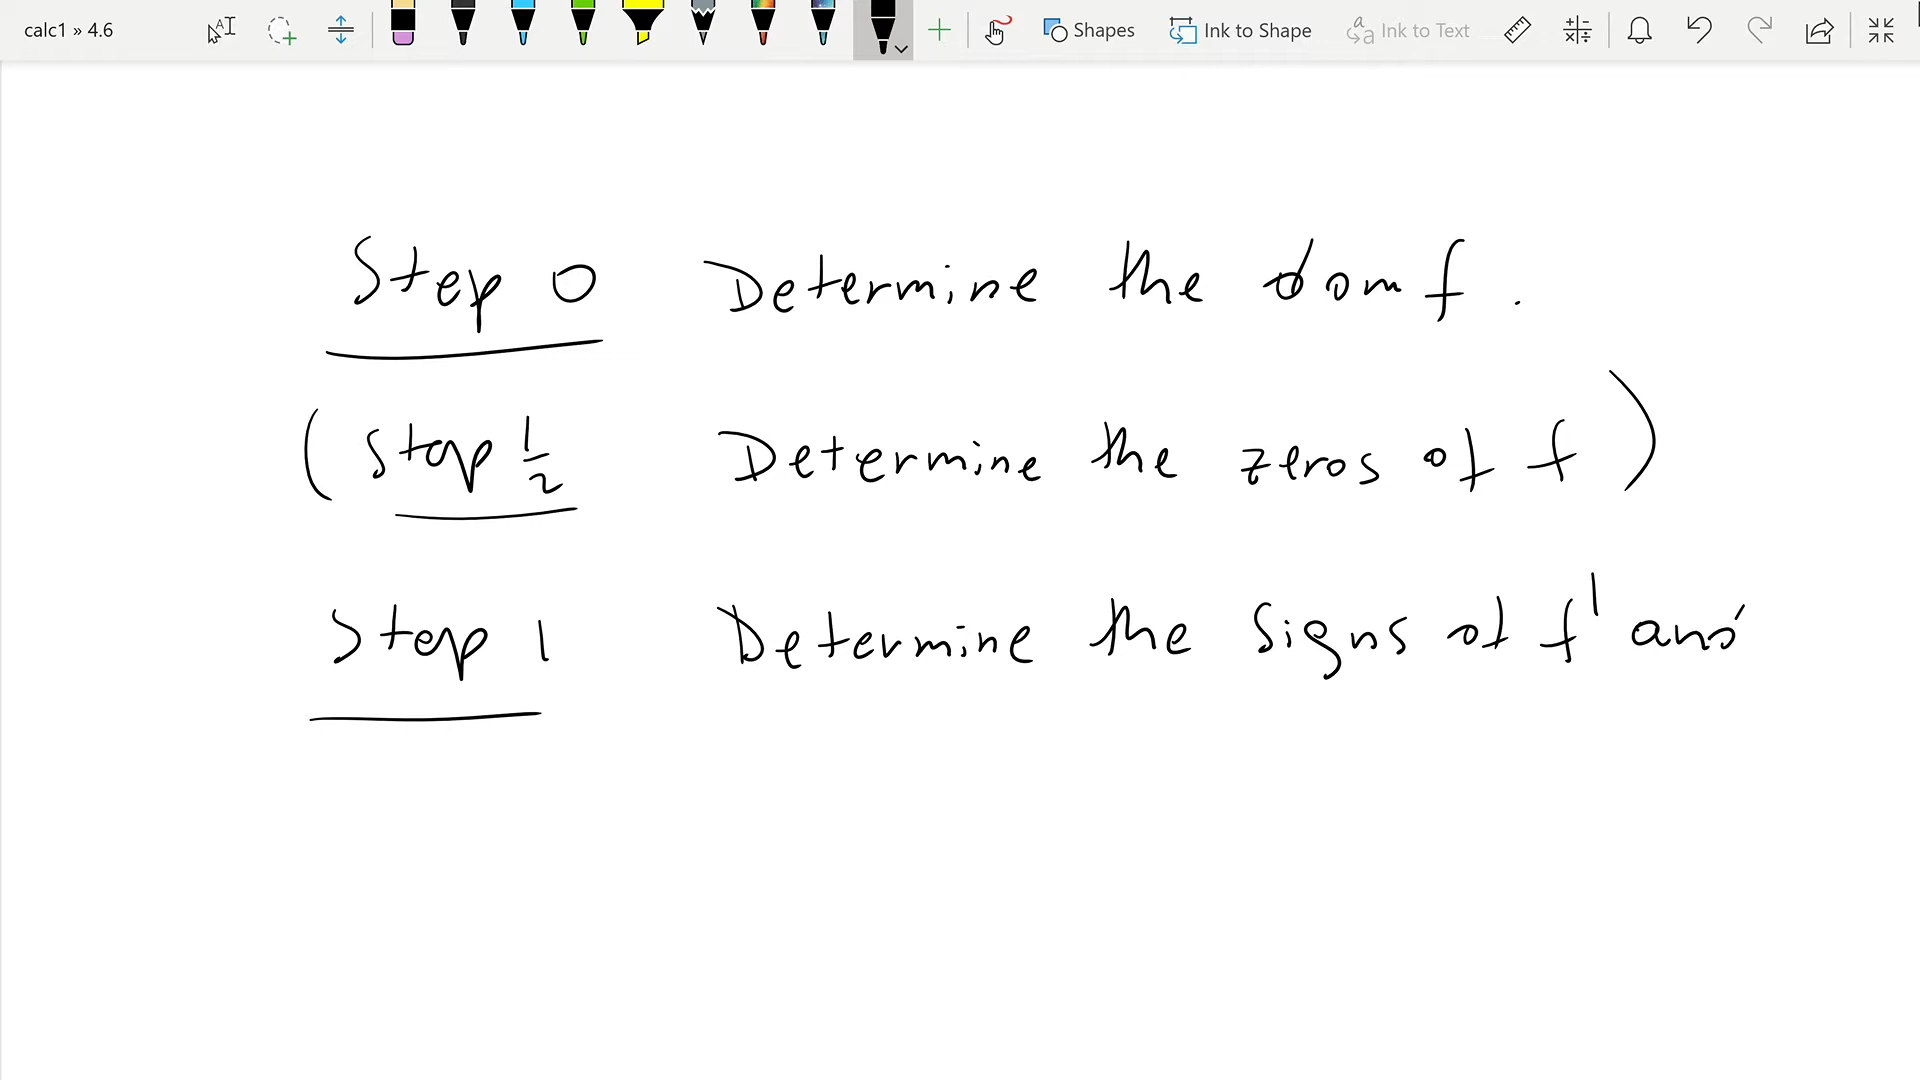 calc1 » 4.6 Shapes Ink to Shape Ink to Text
Step 0 Determine the dom f.
(Step 1/2 Determine the zeros of f)
Step 1 Determine the signs of f' and